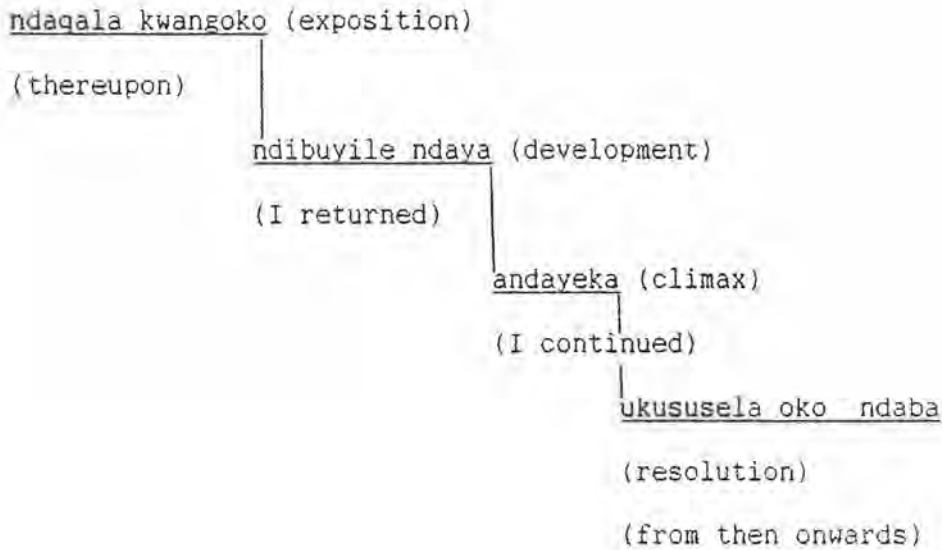 ndaqala kwangoko (exposition)
(thereupon)
ndibuyile ndaya (development)
(I returned)
andayeka (climax)
(I continued)
ukususela oko ndaba
(resolution)
(from then onwards)